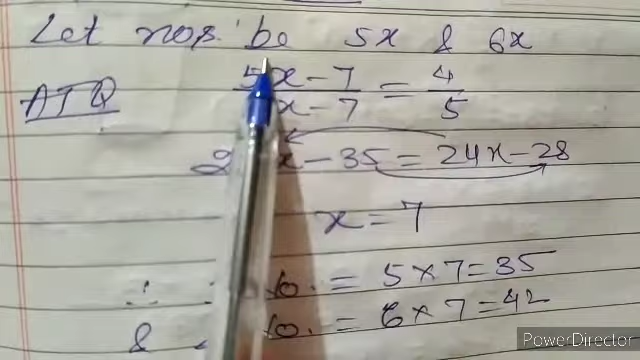 Let nos. be 5x & 6x
ATQ 5x - 7 / x - 7 = 4 / 5
2 x - 35 = 24x - 28
x = 7
∴ o. = 5 × 7 = 35
& o. = 6 × 7 = 42
PowerDirector